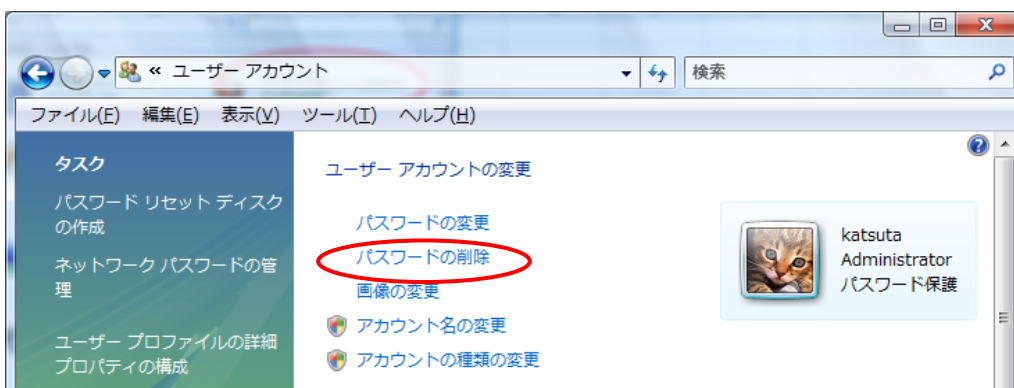 « ユーザー アカウント
検索
ファイル(F) 編集(E) 表示(V) ツール(T) ヘルプ(H)
タスク
パスワード リセット ディスク
の作成
ネットワーク パスワードの管
理
ユーザー プロファイルの詳細
プロパティの構成
ユーザー アカウントの変更
パスワードの変更
パスワードの削除
画像の変更
アカウント名の変更
アカウントの種類の変更
katsuta
Administrator
パスワード保護